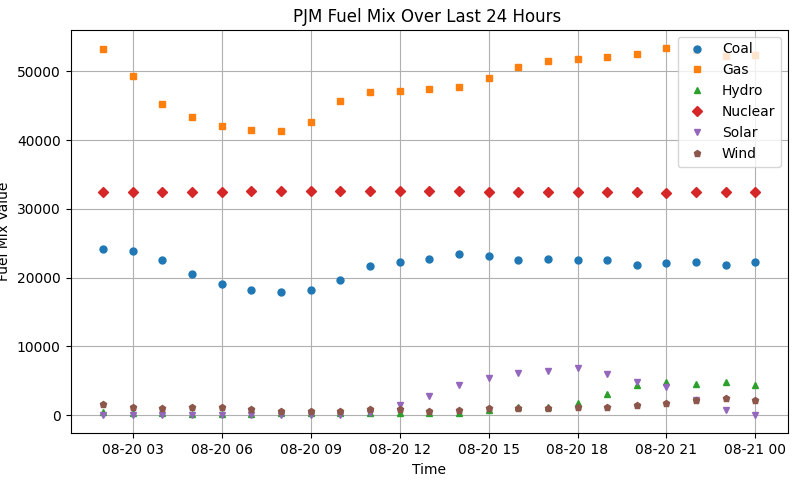 PJM Fuel Mix Over Last 24 Hours
Coal
Gas
Hydro
Nuclear
Solar
Wind
50000
40000
30000
20000
10000
0
Fuel Mix Value
08-20 03 08-20 06 08-20 09 08-20 12 08-20 15 08-20 18 08-20 21 08-21 00
Time